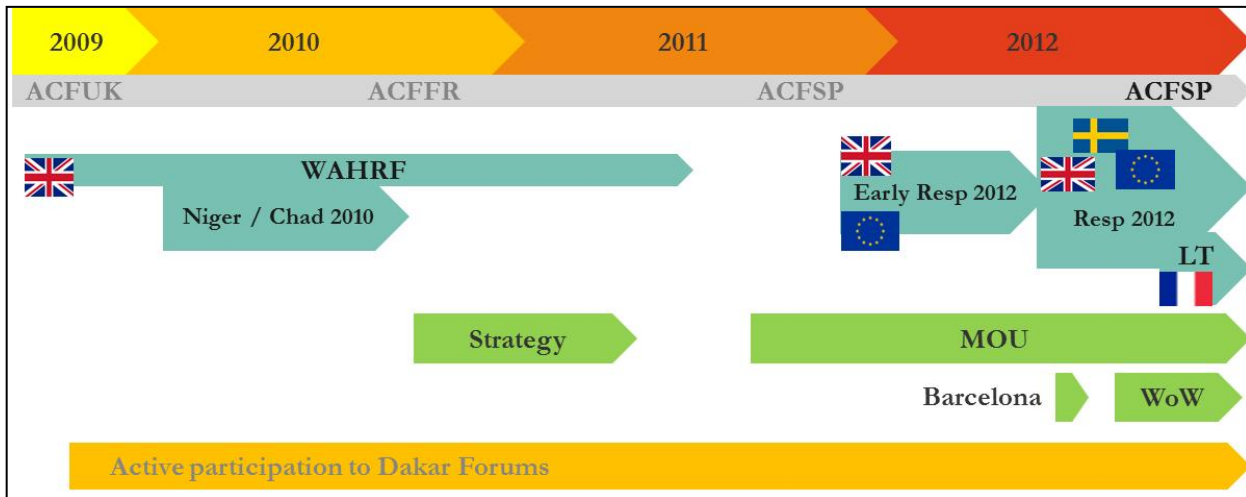 2009 2010 2011 2012
ACFUK ACFFR ACFSP ACFSP
WAHRF
Niger / Chad 2010
Early Resp 2012
Resp 2012
LT
Strategy
MOU
Barcelona
WoW
Active participation to Dakar Forums